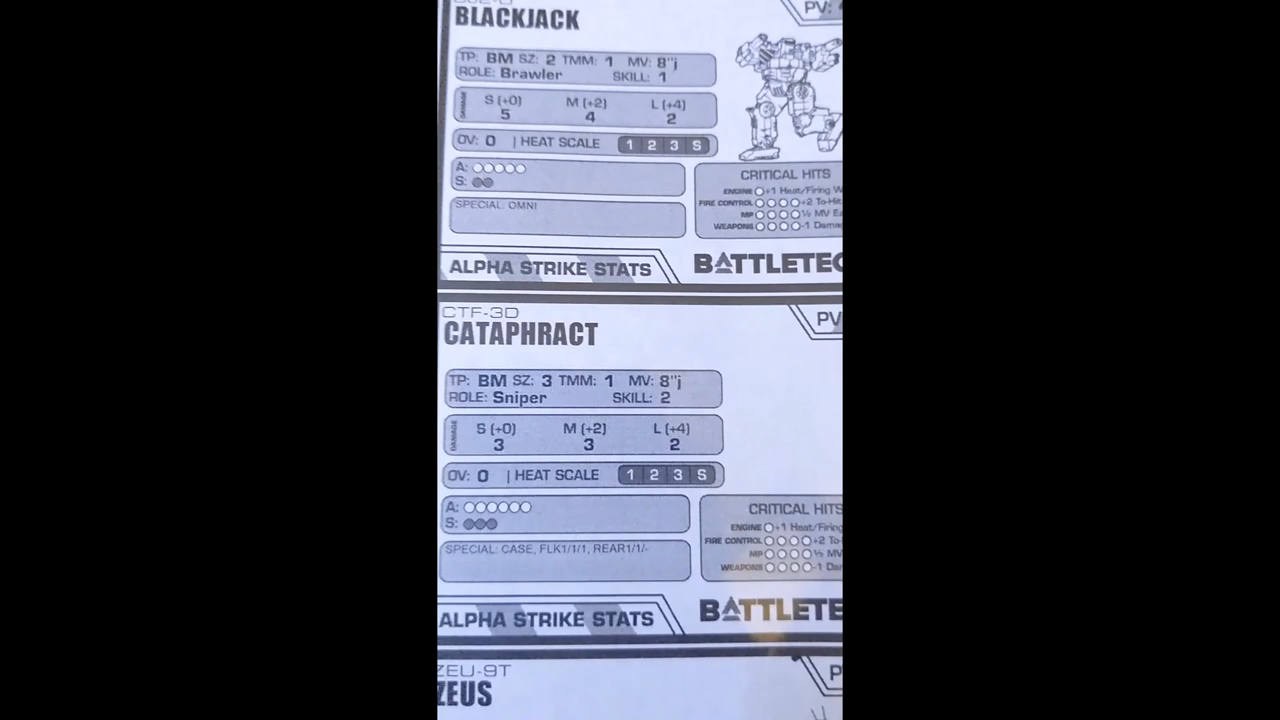 BLACKJACK
PV:
TP: BM SZ: 2 TMM: 1 MV: 8"j
ROLE: Brawler SKILL: 1
DAMAGE
S (+0) M (+2) L (+4)
5 4 2
OV: 0 | HEAT SCALE 1 2 3 S
A:
S:
SPECIAL: OMNI
CRITICAL HITS
ENGINE +1 Heat/Firing
FIRE CONTROL +2 To-Hit
MP ½ MV
WEAPONS -1
ALPHA STRIKE STATS
BATTLETEC
CTF-3D
CATAPHRACT
PV
TP: BM SZ: 3 TMM: 1 MV: 8"j
ROLE: Sniper SKILL: 2
DAMAGE
S (+0) M (+2) L (+4)
3 3 2
OV: 0 | HEAT SCALE 1 2 3 S
A:
S:
SPECIAL: CASE, FLK1/1/1, REAR1/1/-
CRITICAL HITS
ENGINE +1 Heat/Firing
FIRE CONTROL +2 To-
MP ½ MV
WEAPONS -1
ALPHA STRIKE STATS
BATTLETE
ZEU-9T
ZEUS